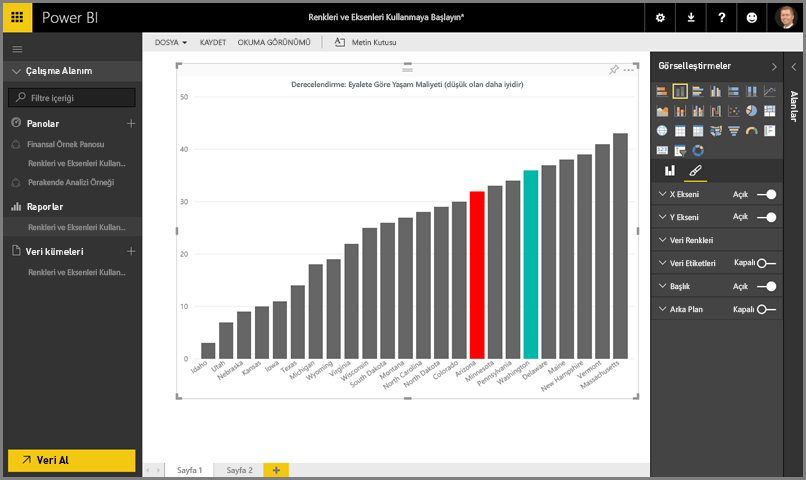 Power BI
Renkleri ve Eksenleri Kullanmaya Başlayın*
?
DOSYA
KAYDET
OKUMA GÖRÜNÜMÜ
Metin Kutusu
Çalışma Alanım
Filtre içeriği
Panolar
Finansal Örnek Panosu
Renkleri ve Eksenleri Kullan...
Perakende Analizi Örneği
Raporlar
Renkleri ve Eksenleri Kullan...
Veri kümeleri
Renkleri ve Eksenleri Kullan...
Veri Al
Derecelendirme: Eyalete Göre Yaşam Maliyeti (düşük olan daha iyidir)
50
40
30
20
10
0
Idaho
Utah
Nebraska
Kansas
Iowa
Texas
Michigan
Wyoming
Virginia
Wisconsin
South Dakota
Montana
North Carolina
North Dakota
Colorado
Arizona
Minnesota
Pennsylvania
Washington
Delaware
Maine
New Hampshire
Vermont
Massachusetts
Sayfa 1
Sayfa 2
+
Görselleştirmeler
X Ekseni Açık
Y Ekseni Açık
Veri Renkleri
Veri Etiketleri Kapalı
Başlık Açık
Arka Plan Kapalı
Alanlar